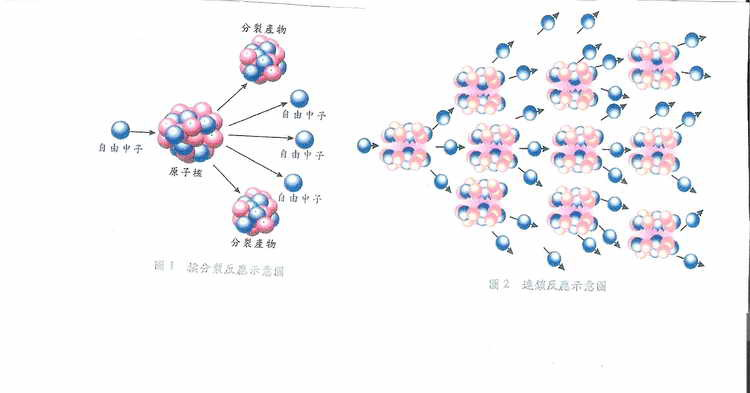 分裂產物
自由中子
自由中子
自由中子
原子核
自由中子
自由中子
分裂產物
圖 1 核分裂反應示意圖
圖 2 連鎖反應示意圖